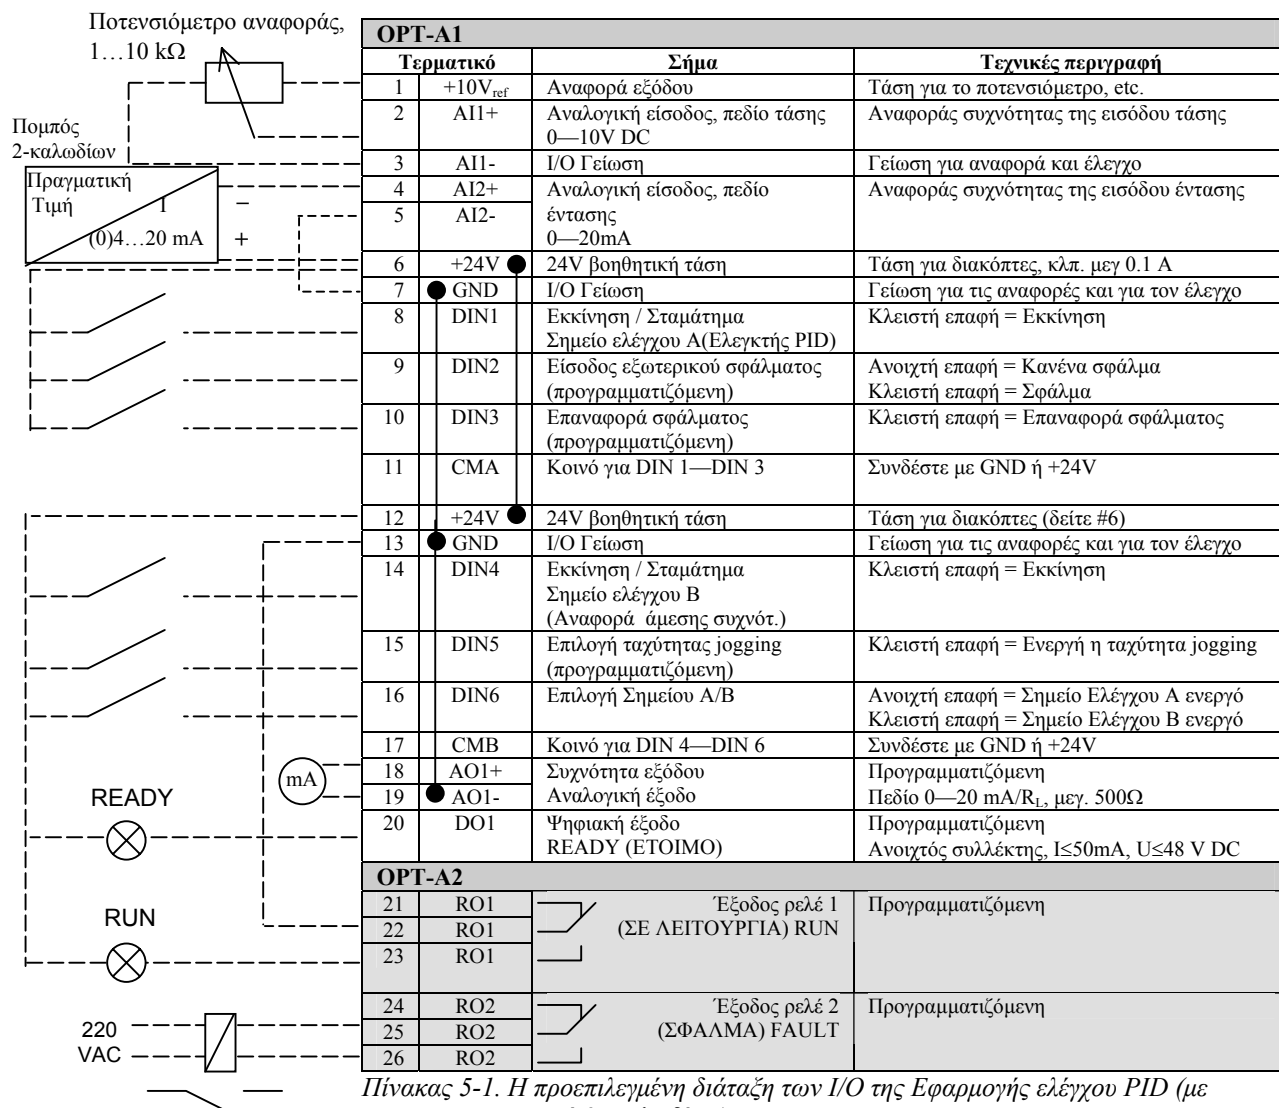 Ποτενσιόμετρο αναφοράς,
1…10 kΩ
Πομπός
2-καλωδίων
Πραγματική
Τιμή I −
(0)4…20 mA +
mA
READY
RUN
220
VAC
OPT-A1
Τερματικό Σήμα Τεχνικές περιγραφή
1 +10Vref Αναφορά εξόδου Τάση για το ποτενσιόμετρο, etc.
2 AI1+ Αναλογική είσοδος, πεδίο τάσης Αναφοράς συχνότητας της εισόδου τάσης
0—10V DC
3 AI1- I/O Γείωση Γείωση για αναφορά και έλεγχο
4 AI2+ Αναλογική είσοδος, πεδίο Αναφοράς συχνότητας της εισόδου έντασης
5 AI2- έντασης
0—20mA
6 +24V 24V βοηθητική τάση Τάση για διακόπτες, κλπ. μεγ 0.1 A
7 GND I/O Γείωση Γείωση για τις αναφορές και για τον έλεγχο
8 DIN1 Εκκίνηση / Σταμάτημα Κλειστή επαφή = Εκκίνηση
Σημείο ελέγχου A(Ελεγκτής PID)
9 DIN2 Είσοδος εξωτερικού σφάλματος Ανοιχτή επαφή = Κανένα σφάλμα
(προγραμματιζόμενη) Κλειστή επαφή = Σφάλμα
10 DIN3 Επαναφορά σφάλματος Κλειστή επαφή = Επαναφορά σφάλματος
(προγραμματιζόμενη)
11 CMA Κοινό για DIN 1—DIN 3 Συνδέστε με GND ή +24V
12 +24V 24V βοηθητική τάση Τάση για διακόπτες (δείτε #6)
13 GND I/O Γείωση Γείωση για τις αναφορές και για τον έλεγχο
14 DIN4 Εκκίνηση / Σταμάτημα Κλειστή επαφή = Εκκίνηση
Σημείο ελέγχου B
(Αναφορά άμεσης συχνότ.)
15 DIN5 Επιλογή ταχύτητας jogging Κλειστή επαφή = Ενεργή η ταχύτητα jogging
(προγραμματιζόμενη)
16 DIN6 Επιλογή Σημείου A/B Ανοιχτή επαφή = Σημείο Ελέγχου A ενεργό
Κλειστή επαφή = Σημείο Ελέγχου B ενεργό
17 CMB Κοινό για DIN 4—DIN 6 Συνδέστε με GND ή +24V
18 AO1+ Συχνότητα εξόδου Προγραμματιζόμενη
19 AO1- Αναλογική έξοδο Πεδίο 0—20 mA/RL, μεγ. 500Ω
20 DO1 Ψηφιακή έξοδο Προγραμματιζόμενη
READY (ΕΤΟΙΜΟ) Ανοιχτός συλλέκτης, I≤50mA, U≤48 V DC
OPT-A2
21 RO1 Έξοδος ρελέ 1 Προγραμματιζόμενη
22 RO1 (ΣΕ ΛΕΙΤΟΥΡΓΙΑ) RUN
23 RO1
24 RO2 Έξοδος ρελέ 2 Προγραμματιζόμενη
25 RO2 (ΣΦΑΛΜΑ) FAULT
26 RO2
Πίνακας 5-1. Η προεπιλεγμένη διάταξη των I/O της Εφαρμογής ελέγχου PID (με